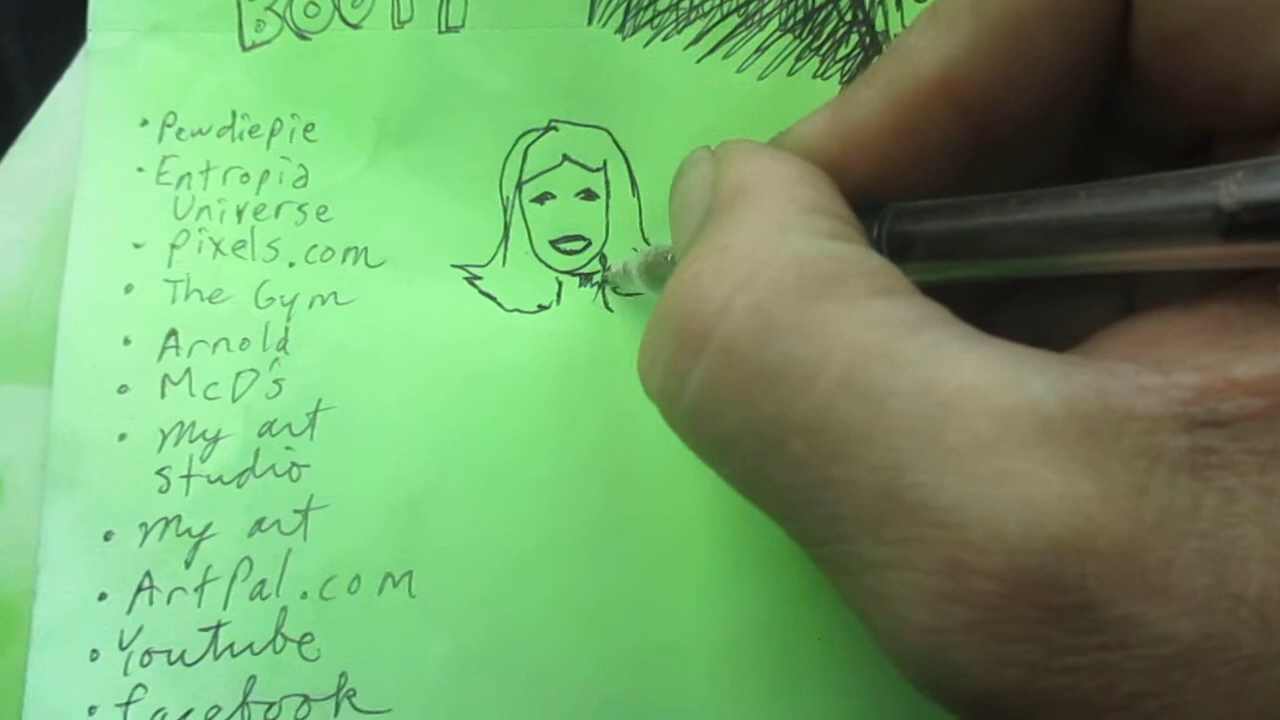 • Pewdiepie
• Entropia
Universe
• Pixels.com
• The Gym
• Arnold
• McD's
• My art
studio
• My art
• ArtPal.com
• Youtube
• facebook